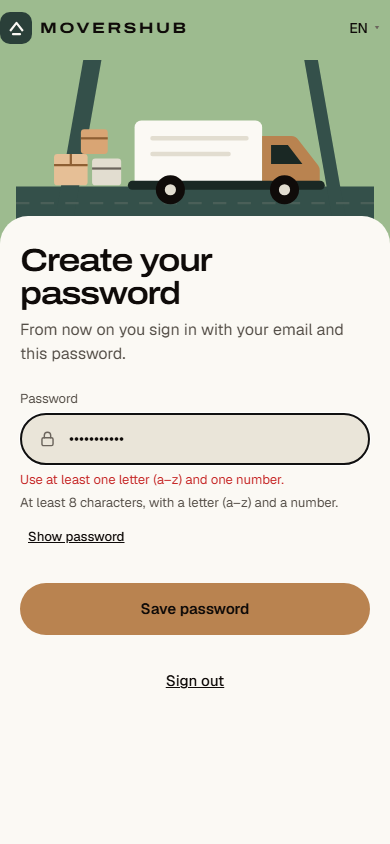 MOVERSHUB
EN
Create your
password
From now on you sign in with your email and
this password.
Password
•••••••••••
Use at least one letter (a–z) and one number.
At least 8 characters, with a letter (a–z) and a number.
Show password
Save password
Sign out